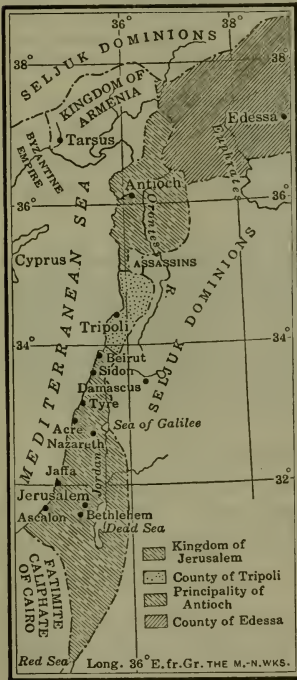 36
38
38°
38°
SELJUK DOMINIONS
KINGDOM OF
ARMENIA
BYZANTINE
EMPIRE
Tarsus
Edessa
Euphrates
Antioch
36°
36°
Orontes R.
MEDITERRANEAN SEA
Cyprus
ASSASSINS
SELJUK DOMINIONS
Tripoli
34°
34°
Beirut
Sidon
Damascus
Tyre
Sea of Galilee
Acre
Nazareth
Jaffa
Jordan
32°
Jerusalem
Ascalon
Bethlehem
Dedd Sea
FATIMITE
CALIPHATE
OF CAIRO
Kingdom of
Jerusalem
County of Tripoli
Principality of
Antioch
County of Edessa
Red Sea
Long. 36°E.fr.Gr. THE M.-N.WKS.